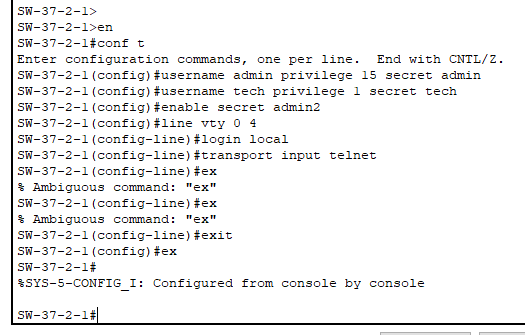 SW-37-2-1>
SW-37-2-1>en
SW-37-2-1#conf t
Enter configuration commands, one per line.  End with CNTL/Z.
SW-37-2-1(config)#username admin privilege 15 secret admin
SW-37-2-1(config)#username tech privilege 1 secret tech
SW-37-2-1(config)#enable secret admin2
SW-37-2-1(config)#line vty 0 4
SW-37-2-1(config-line)#login local
SW-37-2-1(config-line)#transport input telnet
SW-37-2-1(config-line)#ex
% Ambiguous command: "ex"
SW-37-2-1(config-line)#ex
% Ambiguous command: "ex"
SW-37-2-1(config-line)#exit
SW-37-2-1(config)#ex
SW-37-2-1#
%SYS-5-CONFIG_I: Configured from console by console
SW-37-2-1#